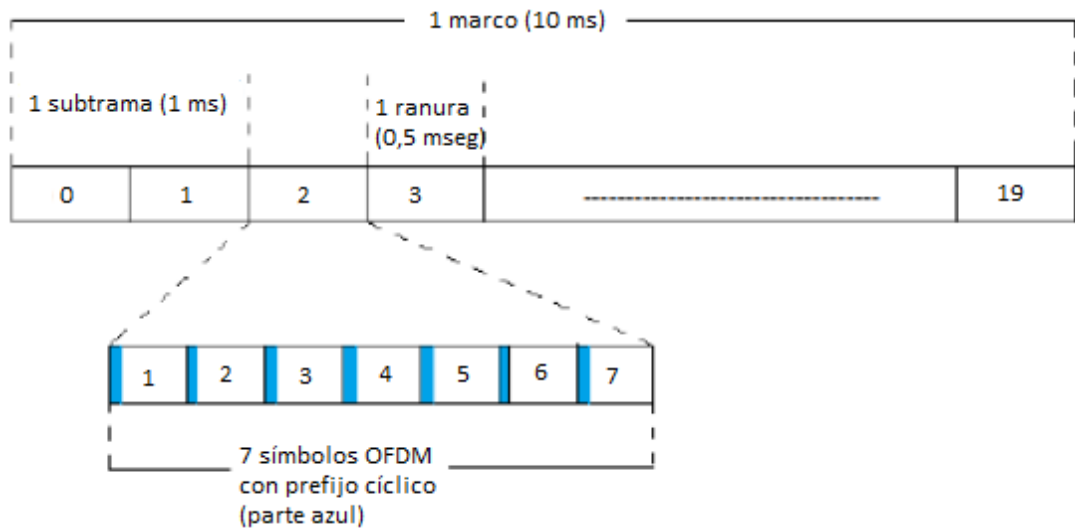 1 marco (10 ms)
1 subtrama (1 ms)
1 ranura
(0,5 mseg)
0 1 2 3 19
1 2 3 4 5 6 7
7 símbolos OFDM
con prefijo cíclico
(parte azul)